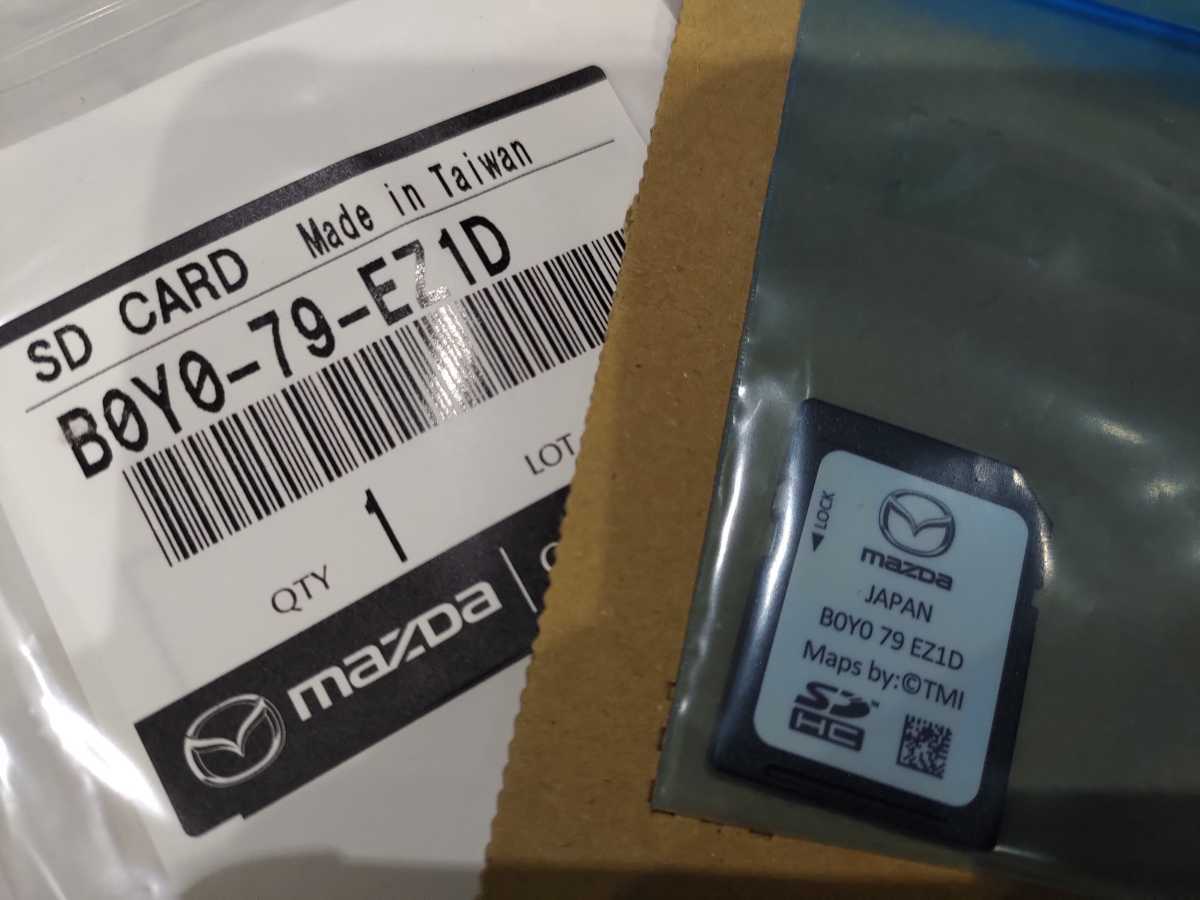 SD CARD Made in Taiwan
B0Y0-79-EZ1D
QTY 1 LOT
mazda
LOCK
mazda
JAPAN
B0Y0 79 EZ1D
Maps by:©TMI
SD™
HC